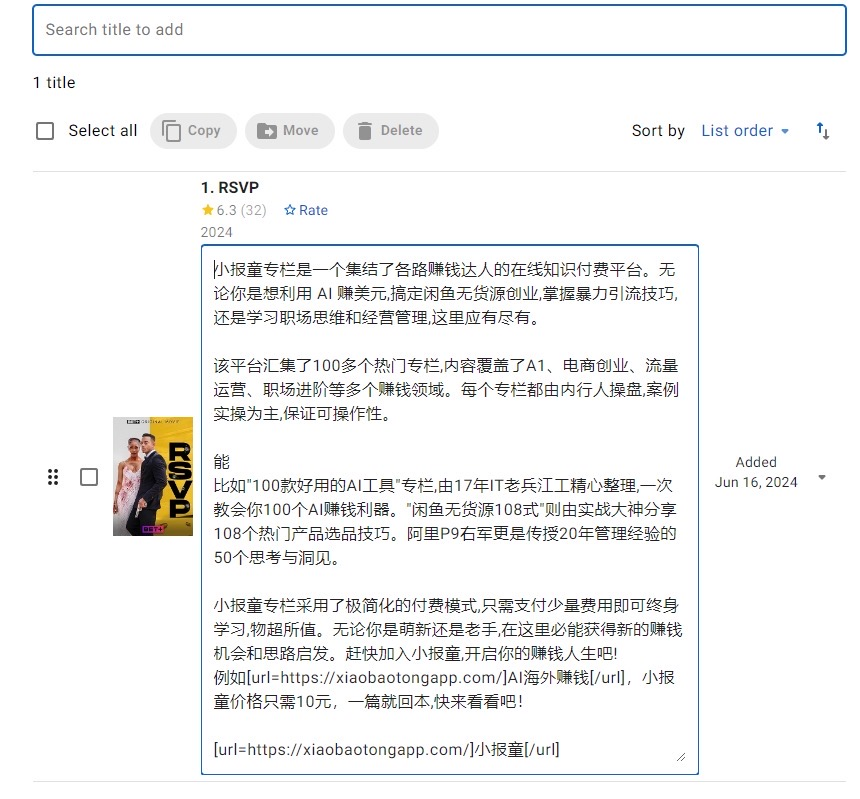 Search title to add
1 title
Select all
Copy
Move
Delete
Sort by
List order
1. RSVP
6.3 (32)
Rate
2024
小报童专栏是一个集结了各路赚钱达人的在线知识付费平台。无
论你是想利用 AI 赚美元,搞定闲鱼无货源创业,掌握暴力引流技巧,
还是学习职场思维和经营管理,这里应有尽有。
该平台汇集了100多个热门专栏,内容覆盖了A1、电商创业、流量
运营、职场进阶等多个赚钱领域。每个专栏都由内行人操盘,案例
实操为主,保证可操作性。
能
比如"100款好用的AI工具"专栏,由17年IT老兵江工精心整理,一次
教会你100个AI赚钱利器。"闲鱼无货源108式"则由实战大神分享
108个热门产品选品技巧。阿里P9右军更是传授20年管理经验的
50个思考与洞见。
小报童专栏采用了极简化的付费模式,只需支付少量费用即可终身
学习,物超所值。无论你是萌新还是老手,在这里必能获得新的赚钱
机会和思路启发。赶快加入小报童,开启你的赚钱人生吧!
例如[url=https://xiaobaotongapp.com/]AI海外赚钱[/url]，小报
童价格只需10元，一篇就回本,快来看看吧！
[url=https://xiaobaotongapp.com/]小报童[/url]
Added
Jun 16, 2024
BET+ ORIGINAL MOVIE
RSVP
BET+